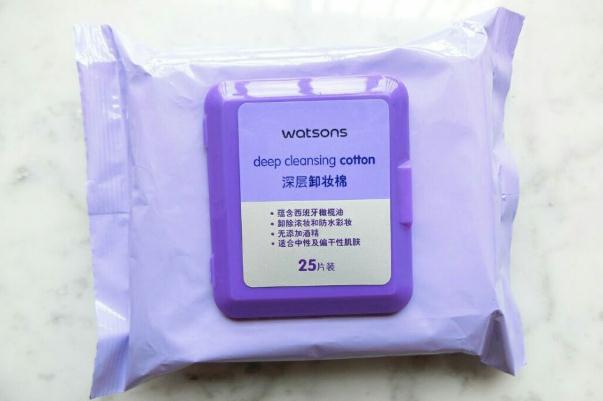 watsons
deep cleansing cotton
深层卸妆棉
• 蕴含西班牙橄榄油
• 卸除浓妆和防水彩妆
• 无添加酒精
• 适合中性及偏干性肌肤
25片装